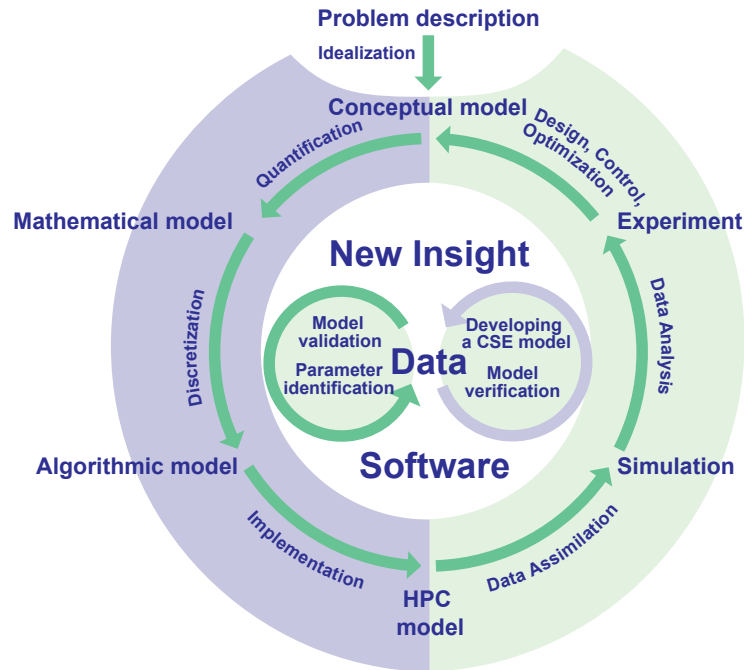 Problem description
Idealization
Conceptual model
Quantification
Design, Control,
Optimization
Mathematical model
Experiment
New Insight
Discretization
Model
validation
Parameter
identification
Data
Developing
a CSE model
Model
verification
Data Analysis
Software
Algorithmic model
Simulation
Implementation
Data Assimilation
HPC
model